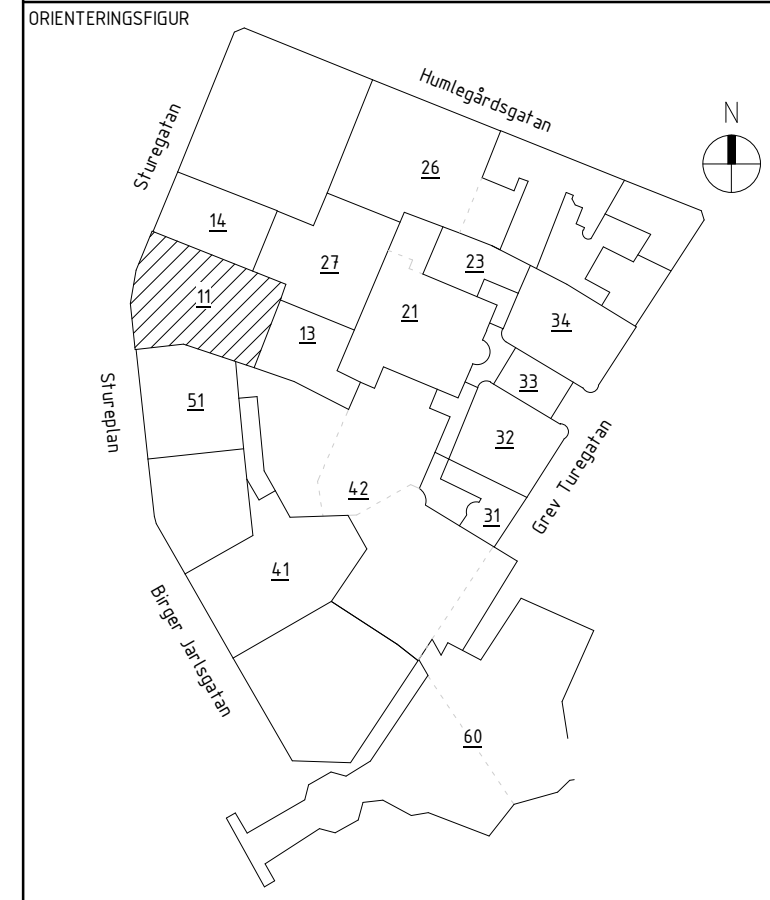 ORIENTERINGSFIGUR
Humlegårdsgatan
Sturegatan
N
26
14
23
27
11
21
34
13
33
51
Stureplan
32
Grev Turegatan
42
31
41
Birger Jarlsgatan
60